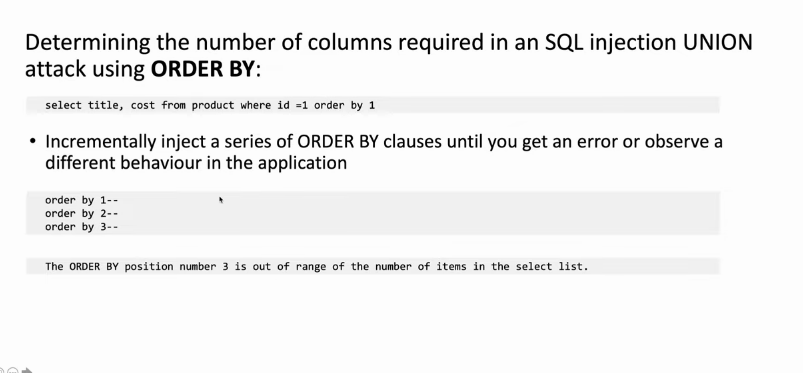 Determining the number of columns required in an SQL injection UNION
attack using ORDER BY:
select title, cost from product where id =1 order by 1
• Incrementally inject a series of ORDER BY clauses until you get an error or observe a
different behaviour in the application
order by 1--
order by 2--
order by 3--
The ORDER BY position number 3 is out of range of the number of items in the select list.